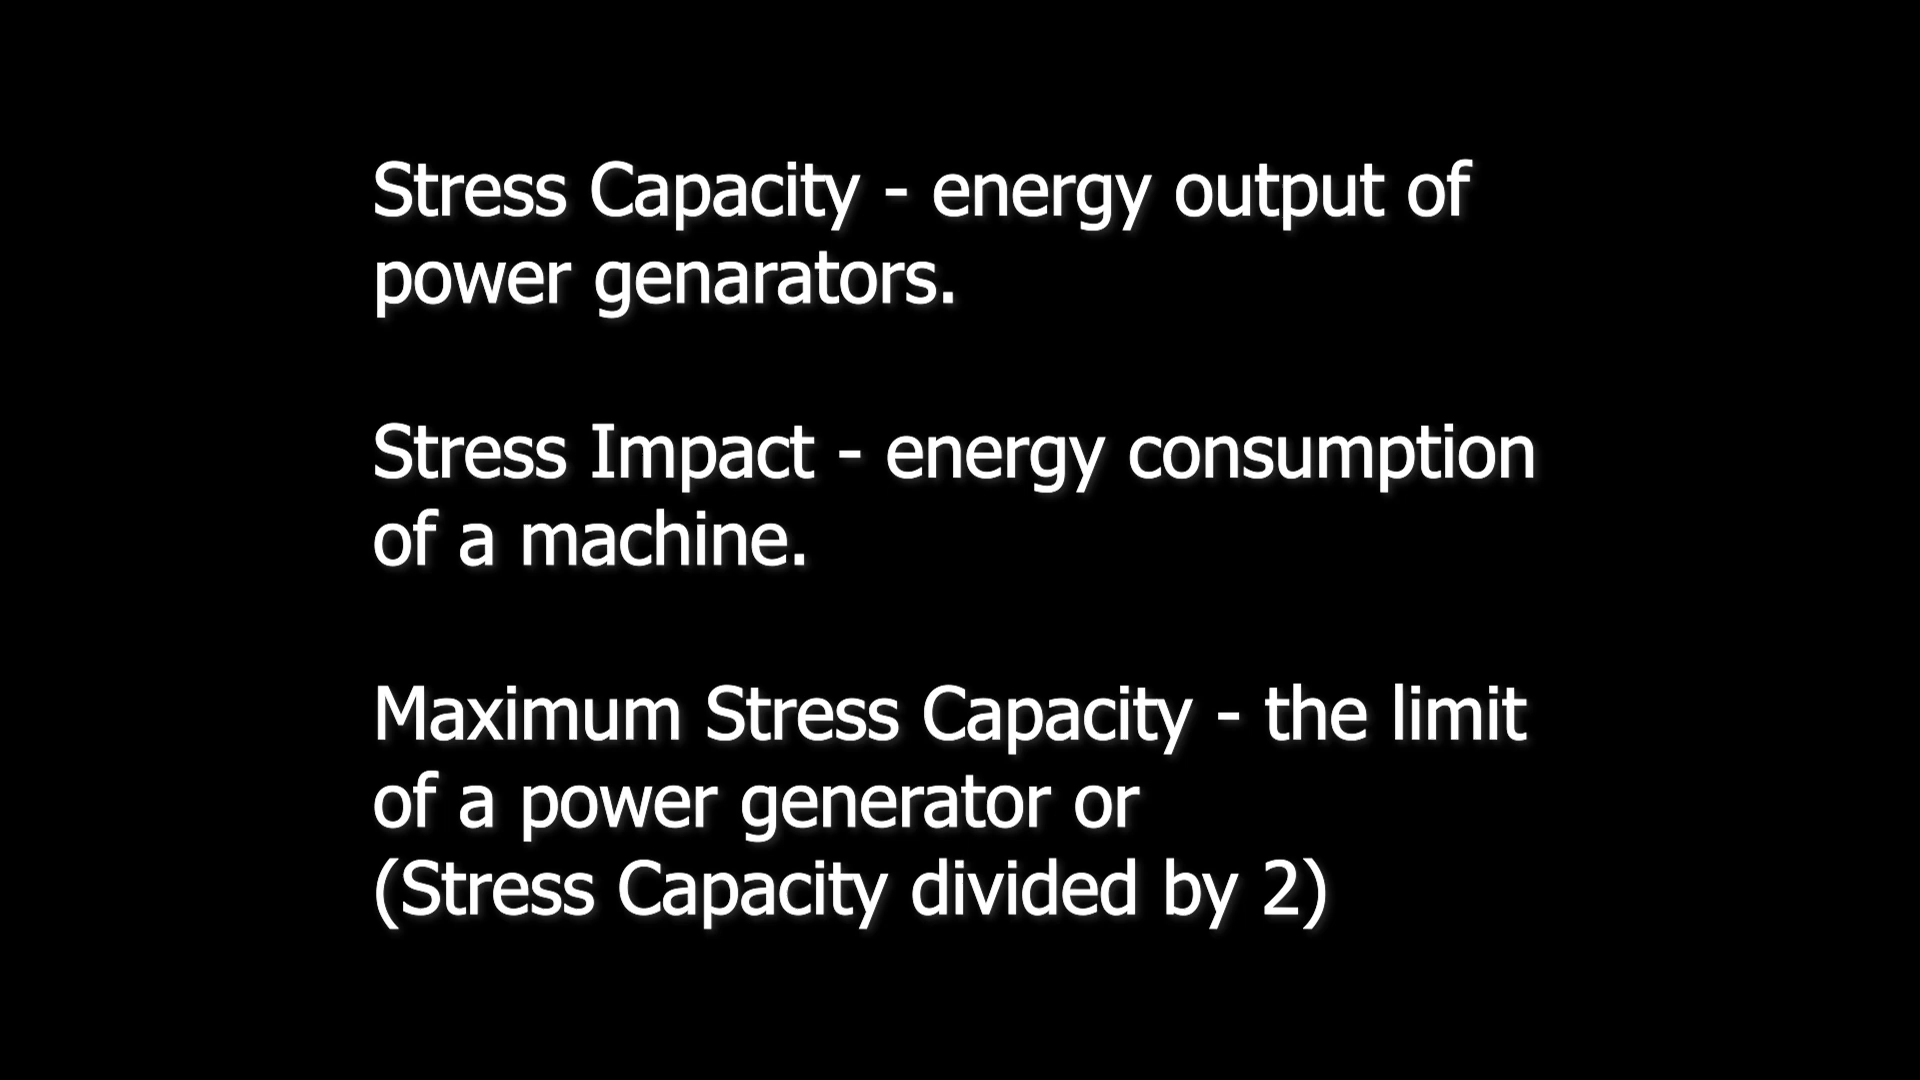 Stress Capacity - energy output of
power genarators.
Stress Impact - energy consumption
of a machine.
Maximum Stress Capacity - the limit
of a power generator or
(Stress Capacity divided by 2)